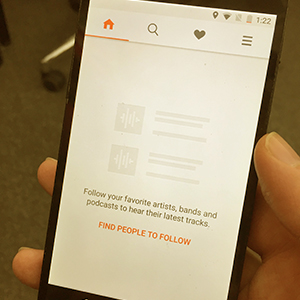 1:22
Follow your favorite artists, bands and
podcasts to hear their latest tracks.
FIND PEOPLE TO FOLLOW